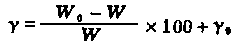 γ = (W₀ − W) / W × 100 + γ₀